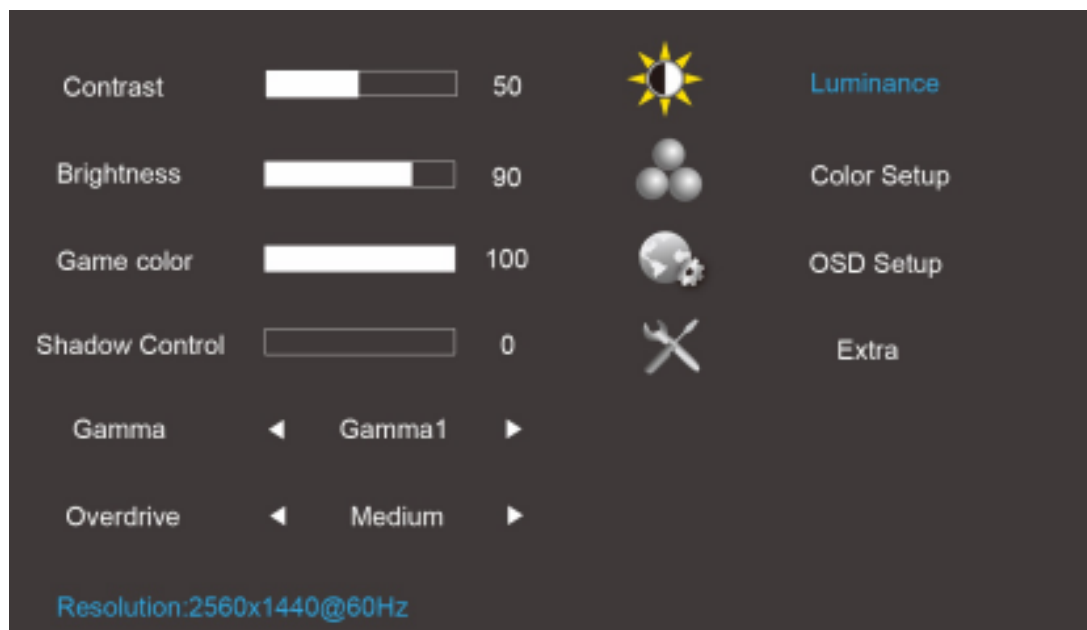 Contrast 50 Luminance
Brightness 90 Color Setup
Game color 100 OSD Setup
Shadow Control 0 Extra
Gamma Gamma1
Overdrive Medium
Resolution:2560x1440@60Hz